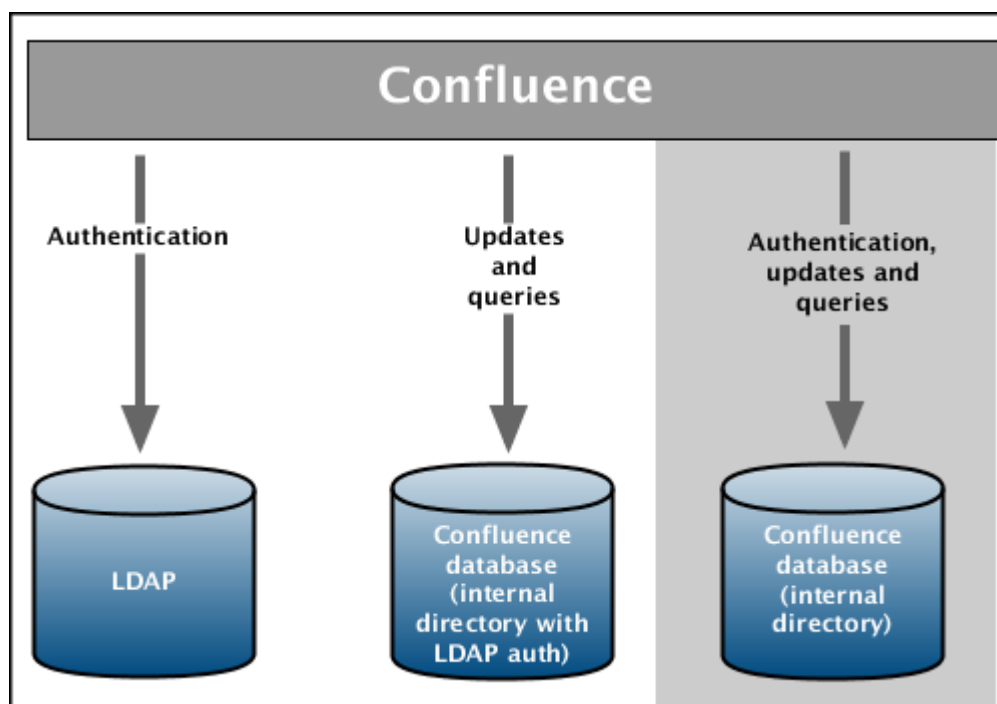 Confluence
Authentication
Updates
and
queries
Authentication,
updates and
queries
LDAP
Confluence
database
(internal
directory with
LDAP auth)
Confluence
database
(internal
directory)